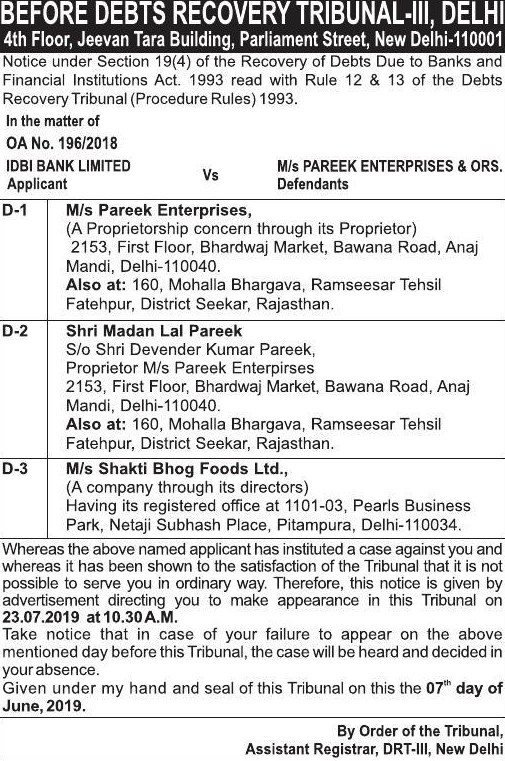 BEFORE DEBTS RECOVERY TRIBUNAL-III, DELHI
4th Floor, Jeevan Tara Building, Parliament Street, New Delhi-110001
Notice under Section 19(4) of the Recovery of Debts Due to Banks and
Financial Institutions Act. 1993 read with Rule 12 & 13 of the Debts
Recovery Tribunal (Procedure Rules) 1993.
In the matter of
OA No. 196/2018
IDBI BANK LIMITED
Applicant
Vs
M/s PAREEK ENTERPRISES & ORS.
Defendants
D-1 M/s Pareek Enterprises,
(A Proprietorship concern through its Proprietor)
2153, First Floor, Bhardwaj Market, Bawana Road, Anaj
Mandi, Delhi-110040.
Also at: 160, Mohalla Bhargava, Ramseesar Tehsil
Fatehpur, District Seekar, Rajasthan.
D-2 Shri Madan Lal Pareek
S/o Shri Devender Kumar Pareek,
Proprietor M/s Pareek Enterpirses
2153, First Floor, Bhardwaj Market, Bawana Road, Anaj
Mandi, Delhi-110040.
Also at: 160, Mohalla Bhargava, Ramseesar Tehsil
Fatehpur, District Seekar, Rajasthan.
D-3 M/s Shakti Bhog Foods Ltd.,
(A company through its directors)
Having its registered office at 1101-03, Pearls Business
Park, Netaji Subhash Place, Pitampura, Delhi-110034.
Whereas the above named applicant has instituted a case against you and
whereas it has been shown to the satisfaction of the Tribunal that it is not
possible to serve you in ordinary way. Therefore, this notice is given by
advertisement directing you to make appearance in this Tribunal on
23.07.2019 at 10.30 A.M.
Take notice that in case of your failure to appear on the above
mentioned day before this Tribunal, the case will be heard and decided in
your absence.
Given under my hand and seal of this Tribunal on this the 07th day of
June, 2019.
By Order of the Tribunal,
Assistant Registrar, DRT-III, New Delhi